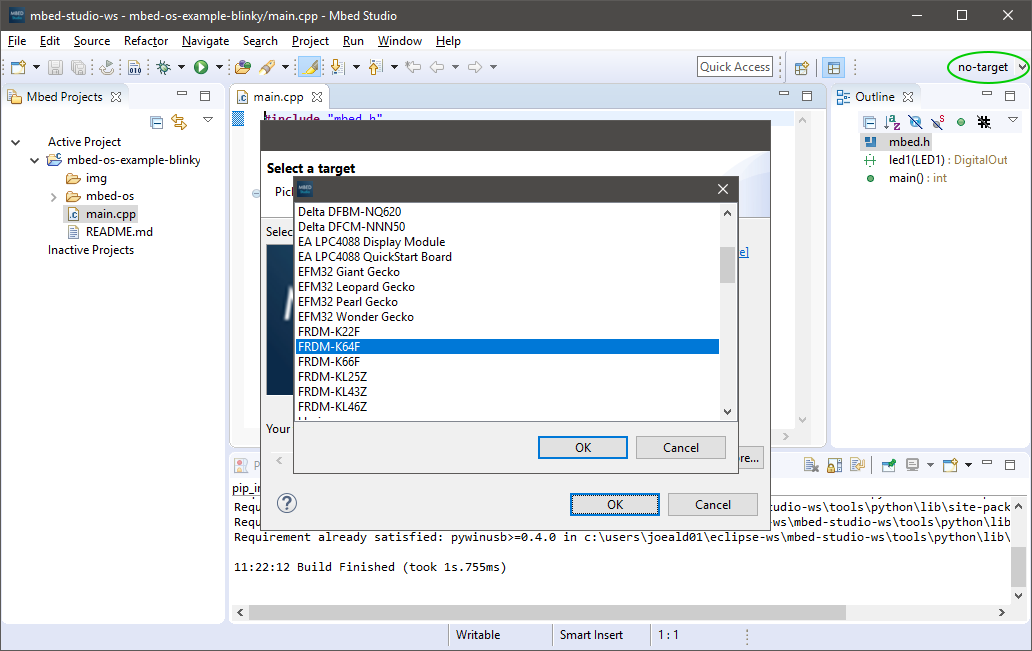 mbed-studio-ws - mbed-os-example-blinky/main.cpp - Mbed Studio
File Edit Source Refactor Navigate Search Project Run Window Help
Quick Access
no-target
Mbed Projects
Active Project
mbed-os-example-blinky
img
mbed-os
main.cpp
README.md
Inactive Projects
main.cpp
#include "mbed.h"
Outline
mbed.h
led1(LED1) : DigitalOut
main() : int
Select a target
Pic
Selec
e]
MBED
Studio
Delta DFBM-NQ620
Delta DFCM-NNN50
EA LPC4088 Display Module
EA LPC4088 QuickStart Board
EFM32 Giant Gecko
EFM32 Leopard Gecko
EFM32 Pearl Gecko
EFM32 Wonder Gecko
FRDM-K22F
FRDM-K64F
FRDM-K66F
FRDM-KL25Z
FRDM-KL43Z
FRDM-KL46Z
OK Cancel
Your
re...
OK Cancel
pip_in
Requ udio-ws\tools\python\lib\site-pack
Requ ws\mbed-studio-ws\tools\python\lib\
Requirement already satisfied: pywinusb>=0.4.0 in c:\users\joeald01\eclipse-ws\mbed-studio-ws\tools\python\lib\
11:22:12 Build Finished (took 1s.755ms)
Writable Smart Insert 1 : 1